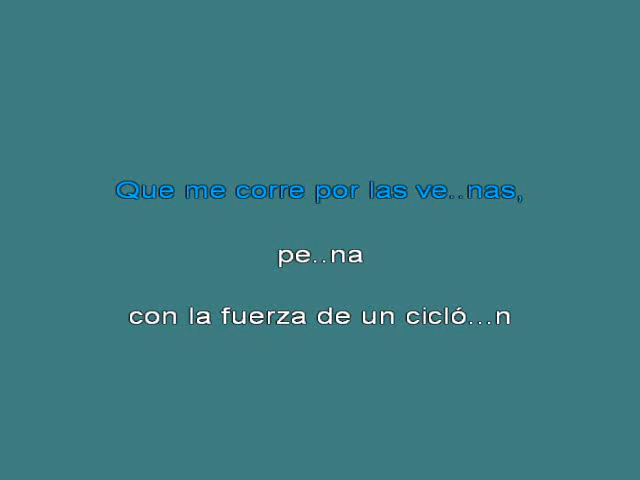 Que me corre por las ve..nas,
pe..na
con la fuerza de un cicló...n